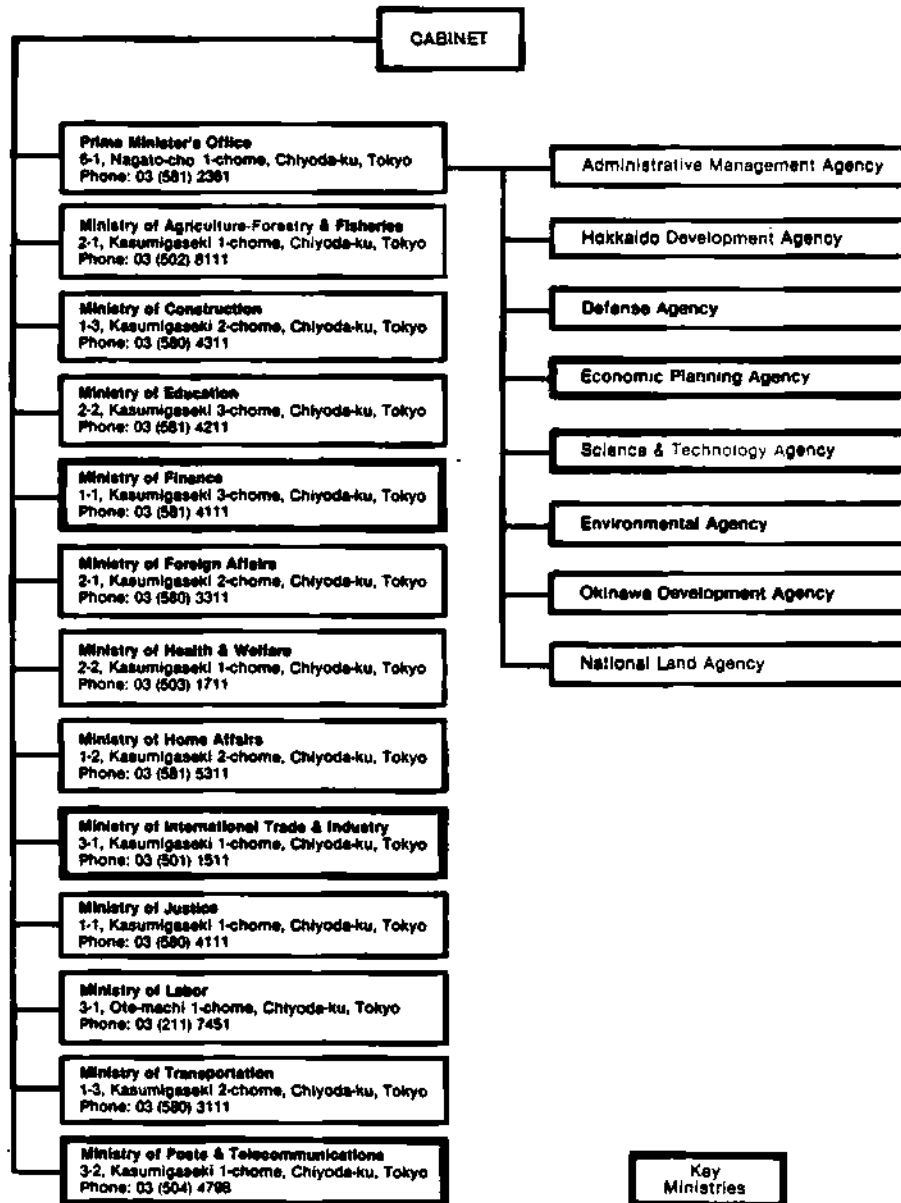 CABINET
Prime Minister's Office
6-1, Nagato-cho 1-chome, Chiyoda-ku, Tokyo
Phone: 03 (581) 2361
Ministry of Agriculture-Forestry & Fisheries
2-1, Kasumigaseki 1-chome, Chiyoda-ku, Tokyo
Phone: 03 (502) 8111
Ministry of Construction
1-3, Kasumigaseki 2-chome, Chiyoda-ku, Tokyo
Phone: 03 (580) 4311
Ministry of Education
2-2, Kasumigaseki 3-chome, Chiyoda-ku, Tokyo
Phone: 03 (581) 4211
Ministry of Finance
1-1, Kasumigaseki 3-chome, Chiyoda-ku, Tokyo
Phone: 03 (581) 4111
Ministry of Foreign Affairs
2-1, Kasumigaseki 2-chome, Chiyoda-ku, Tokyo
Phone: 03 (580) 3311
Ministry of Health & Welfare
2-2, Kasumigaseki 1-chome, Chiyoda-ku, Tokyo
Phone: 03 (503) 1711
Ministry of Home Affairs
1-2, Kasumigaseki 2-chome, Chiyoda-ku, Tokyo
Phone: 03 (581) 5311
Ministry of International Trade & Industry
3-1, Kasumigaseki 1-chome, Chiyoda-ku, Tokyo
Phone: 03 (501) 1511
Ministry of Justice
1-1, Kasumigaseki 1-chome, Chiyoda-ku, Tokyo
Phone: 03 (580) 4111
Ministry of Labor
3-1, Ote-machi 1-chome, Chiyoda-ku, Tokyo
Phone: 03 (211) 7451
Ministry of Transportation
1-3, Kasumigaseki 2-chome, Chiyoda-ku, Tokyo
Phone: 03 (580) 3111
Ministry of Posts & Telecommunications
3-2, Kasumigaseki 1-chome, Chiyoda-ku, Tokyo
Phone: 03 (504) 4798
Administrative Management Agency
Hokkaido Development Agency
Defense Agency
Economic Planning Agency
Science & Technology Agency
Environmental Agency
Okinawa Development Agency
National Land Agency
Key
Ministries